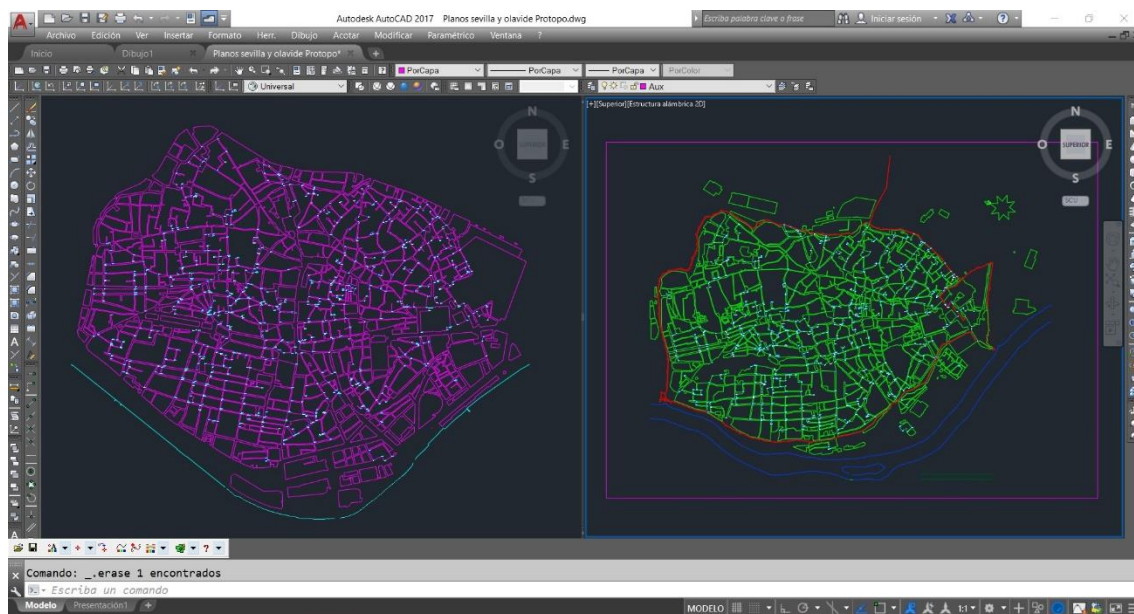 Autodesk AutoCAD 2017 Planos sevilla y olavide Protopo.dwg
Escriba palabra clave o frase
Iniciar sesión
Archivo Edición Ver Insertar Formato Herr. Dibujo Acotar Modificar Paramétrico Ventana ?
Inicio Dibujo1 Planos sevilla y olavide Protopo*
PorCapa PorCapa PorCapa PorColor
Universal Aux
[+][Superior][Estructura alámbrica 2D]
N
O SUPERIOR E
S
N
O SUPERIOR E
S
SCU
Comando: _.erase 1 encontrados
Escriba un comando
Modelo Presentación1 +
MODELO 1:1